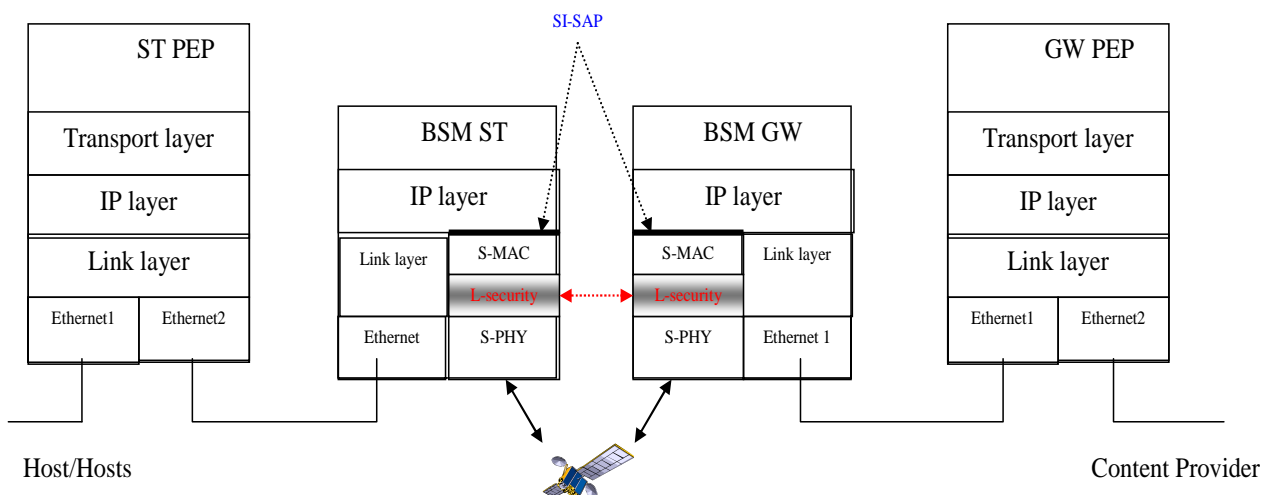 SI-SAP
ST PEP
Transport layer
IP layer
Link layer
Ethernet1
Ethernet2
BSM ST
IP layer
Link layer
S-MAC
L-security
Ethernet
S-PHY
BSM GW
IP layer
S-MAC
Link layer
L-security
S-PHY
Ethernet 1
GW PEP
Transport layer
IP layer
Link layer
Ethernet1
Ethernet2
Host/Hosts
Content Provider